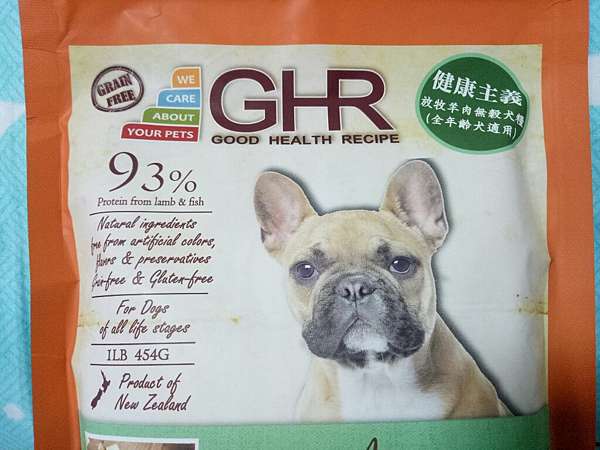 GRAIN
FREE
WE
CARE
ABOUT
YOUR PETS
GHR
GOOD HEALTH RECIPE
健康主義
放牧羊肉無穀犬糧
(全年齡犬適用)
93%
Protein from lamb & fish
Natural ingredients
free from artificial colors,
flavors & preservatives
Grain-free & Gluten-free
For Dogs
of all life stages
1LB 454G
Product of
New Zealand